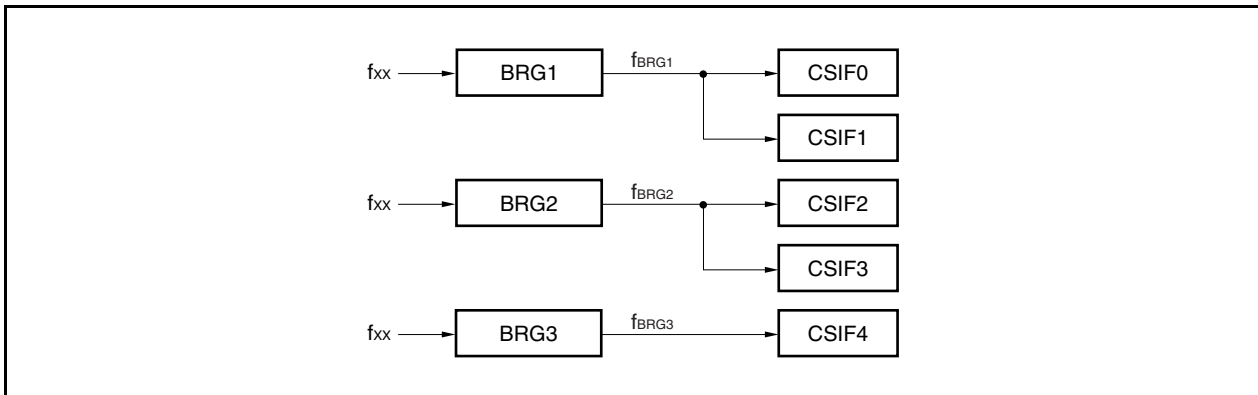 fxx BRG1 fBRG1 CSIF0
CSIF1
fxx BRG2 fBRG2 CSIF2
CSIF3
fxx BRG3 fBRG3 CSIF4